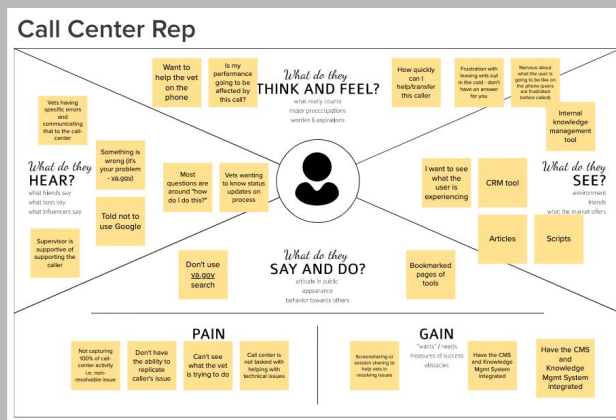 Call Center Rep
Want to
help the vet
on the
phone
Is my
performance
going to be
affected by
this call?
What do they
THINK AND FEEL?
what really counts
major preoccupations
worries & aspirations
How quickly can I
help/transfer this
caller
Frustration with
leaving vets out
in the cold - don't
have an answer
for you
Nervous about
what the user is
going to be like on
the phone (users
are frustrated
before called)
Internal
knowledge
management
tool
Vets having
specific errors and
communicating
that to the call-
center
Something is
wrong (it's
your problem
- va.gov)
What do they
HEAR?
what friends say
what boss say
what influencers say
Told not to
use Google
Supervisor is
supportive of
supporting the
caller
Most
questions are
around "how
do I do this?"
Vets wanting
to know status
updates on
process
I want to see
what the
user is
experiencing
CRM tool
What do they
SEE?
environment
friends
what the market offers
Articles
Scripts
Don't use
va.gov
search
What do they
SAY AND DO?
attitude in public
appearance
behavior towards others
Bookmarked
pages of
tools
PAIN
Not capturing
100% of call-
center activity
i.e. non-
resolvable issue
Don't have
the ability to
replicate
caller's issue
Can't see
what the vet
is trying to do
Call center is
not tasked with
helping with
technical issues
GAIN
"wants" / needs
measures of success
obstacles
Screensharing or
session sharing to
help vets in
resolving issues
Have the CMS
and Knowledge
Mgmt System
integrated
Have the CMS
and
Knowledge
Mgmt System
integrated